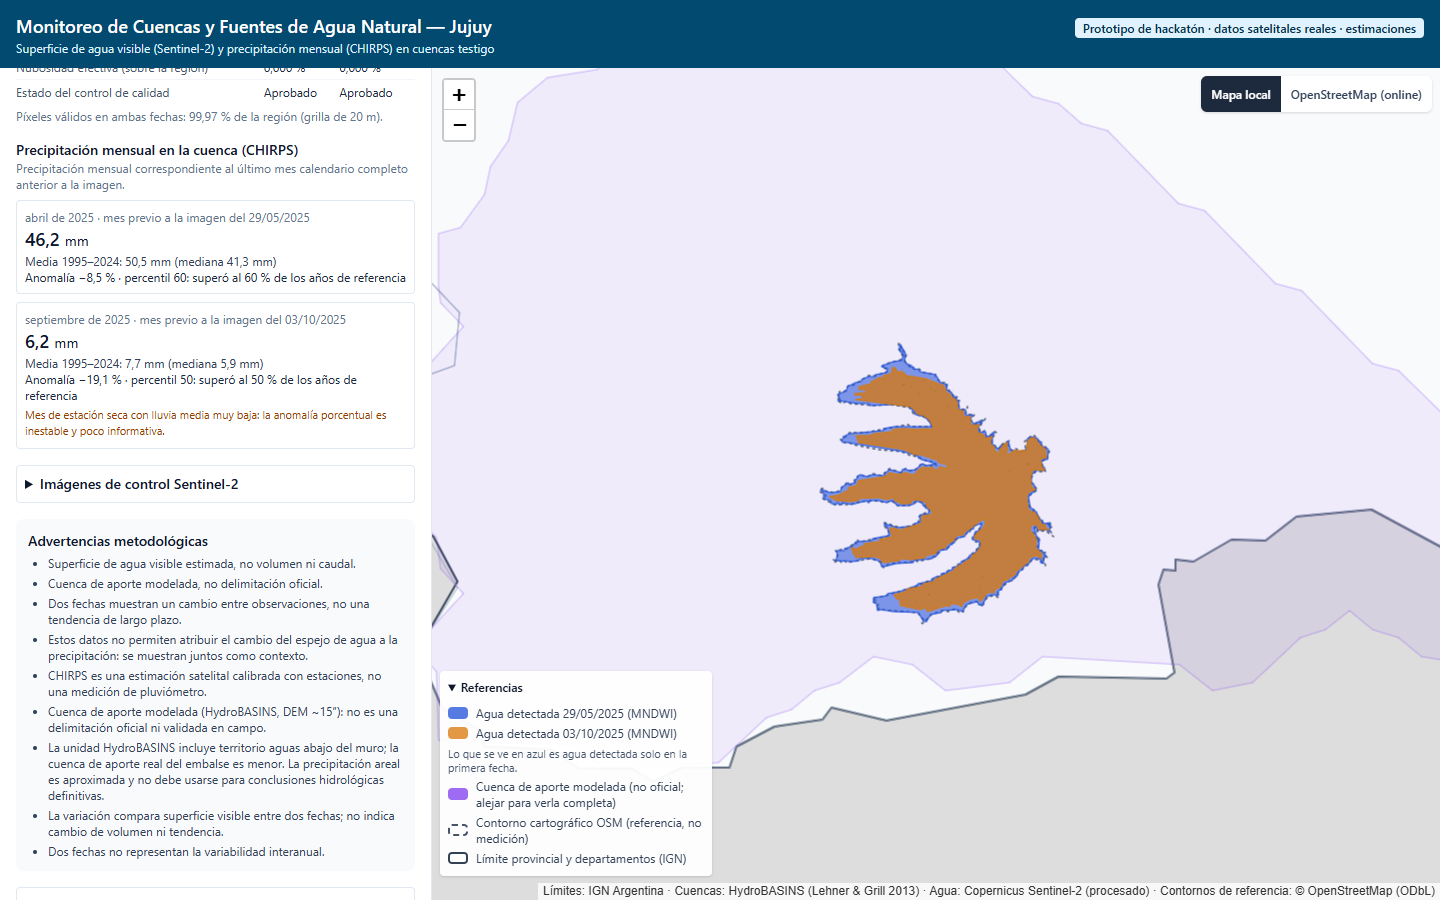 Monitoreo de Cuencas y Fuentes de Agua Natural — Jujuy
Superficie de agua visible (Sentinel-2) y precipitación mensual (CHIRPS) en cuencas testigo
Prototipo de hackatón · datos satelitales reales · estimaciones
Nubosidad efectiva (sobre la región) 0,000 % 0,000 %
Estado del control de calidad Aprobado Aprobado
Píxeles válidos en ambas fechas: 99,97 % de la región (grilla de 20 m).
Precipitación mensual en la cuenca (CHIRPS)
Precipitación mensual correspondiente al último mes calendario completo
anterior a la imagen.
abril de 2025 · mes previo a la imagen del 29/05/2025
46,2 mm
Media 1995–2024: 50,5 mm (mediana 41,3 mm)
Anomalía −8,5 % · percentil 60: superó al 60 % de los años de referencia
septiembre de 2025 · mes previo a la imagen del 03/10/2025
6,2 mm
Media 1995–2024: 7,7 mm (mediana 5,9 mm)
Anomalía −19,1 % · percentil 50: superó al 50 % de los años de
referencia
Mes de estación seca con lluvia media muy baja: la anomalía porcentual es
inestable y poco informativa.
Imágenes de control Sentinel-2
Advertencias metodológicas
• Superficie de agua visible estimada, no volumen ni caudal.
• Cuenca de aporte modelada, no delimitación oficial.
• Dos fechas muestran un cambio entre observaciones, no una
tendencia de largo plazo.
• Estos datos no permiten atribuir el cambio del espejo de agua a la
precipitación: se muestran juntos como contexto.
• CHIRPS es una estimación satelital calibrada con estaciones, no
una medición de pluviómetro.
• Cuenca de aporte modelada (HydroBASINS, DEM ~15″): no es una
delimitación oficial ni validada en campo.
• La unidad HydroBASINS incluye territorio aguas abajo del muro; la
cuenca de aporte real del embalse es menor. La precipitación areal
es aproximada y no debe usarse para conclusiones hidrológicas
definitivas.
• La variación compara superficie visible entre dos fechas; no indica
cambio de volumen ni tendencia.
• Dos fechas no representan la variabilidad interanual.
+
−
Mapa local
OpenStreetMap (online)
Referencias
Agua detectada 29/05/2025 (MNDWI)
Agua detectada 03/10/2025 (MNDWI)
Lo que se ve en azul es agua detectada solo en la
primera fecha.
Cuenca de aporte modelada (no oficial;
alejar para verla completa)
Contorno cartográfico OSM (referencia, no
medición)
Límite provincial y departamentos (IGN)
Límites: IGN Argentina · Cuencas: HydroBASINS (Lehner & Grill 2013) · Agua: Copernicus Sentinel-2 (procesado) · Contornos de referencia: © OpenStreetMap (ODbL)